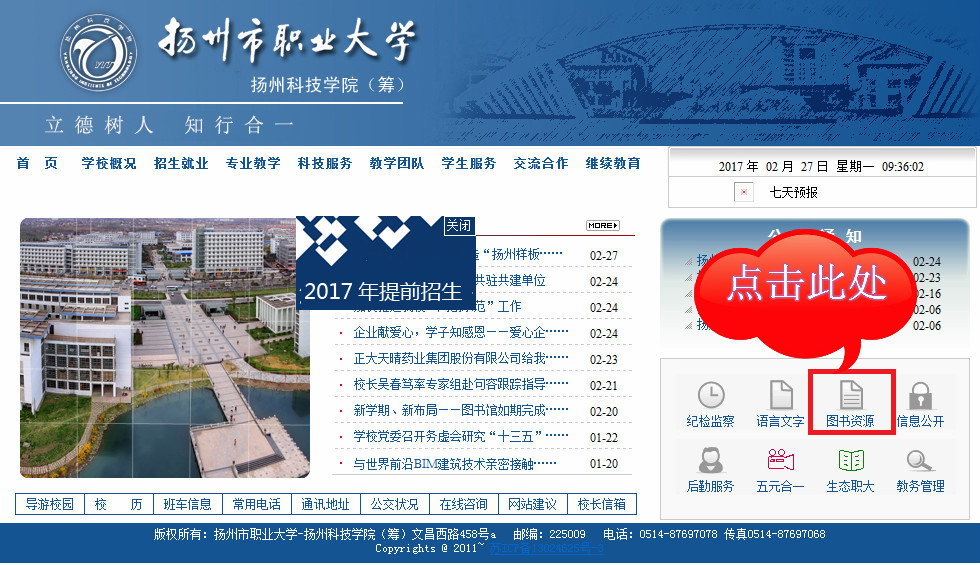 扬州市职业大学
扬州科技学院（筹）
立德树人 知行合一
首 页 学校概况 招生就业 专业教学 科技服务 教学团队 学生服务 交流合作 继续教育
2017 年 02 月 27 日 星期一 09:36:02
七天预报
关闭
2017 年提前招生
MORE
“扬州样板…… 02-27
共驻共建单位 02-24
”工作 02-24
企业献爱心，学子知感恩－－爱心企…… 02-24
正大天晴药业集团股份有限公司给我…… 02-23
校长吴春笃率专家组赴句容跟踪指导…… 02-21
新学期、新布局－－图书馆如期完成…… 02-20
学校党委召开务虚会研究“十三五”…… 01-22
与世界前沿BIM建筑技术亲密接触…… 01-20
通 知
02-24
02-23
02-16
02-06
02-06
点击此处
纪检监察 语言文字 图书资源 信息公开
后勤服务 五元合一 生态职大 教务管理
导游校园 校 历 班车信息 常用电话 通讯地址 公交状况 在线咨询 网站建议 校长信箱
版权所有：扬州市职业大学-扬州科技学院（筹）文昌西路458号a 邮编：225009 电话：0514-87697078 传真0514-87697068
Copyrights @ 2011~